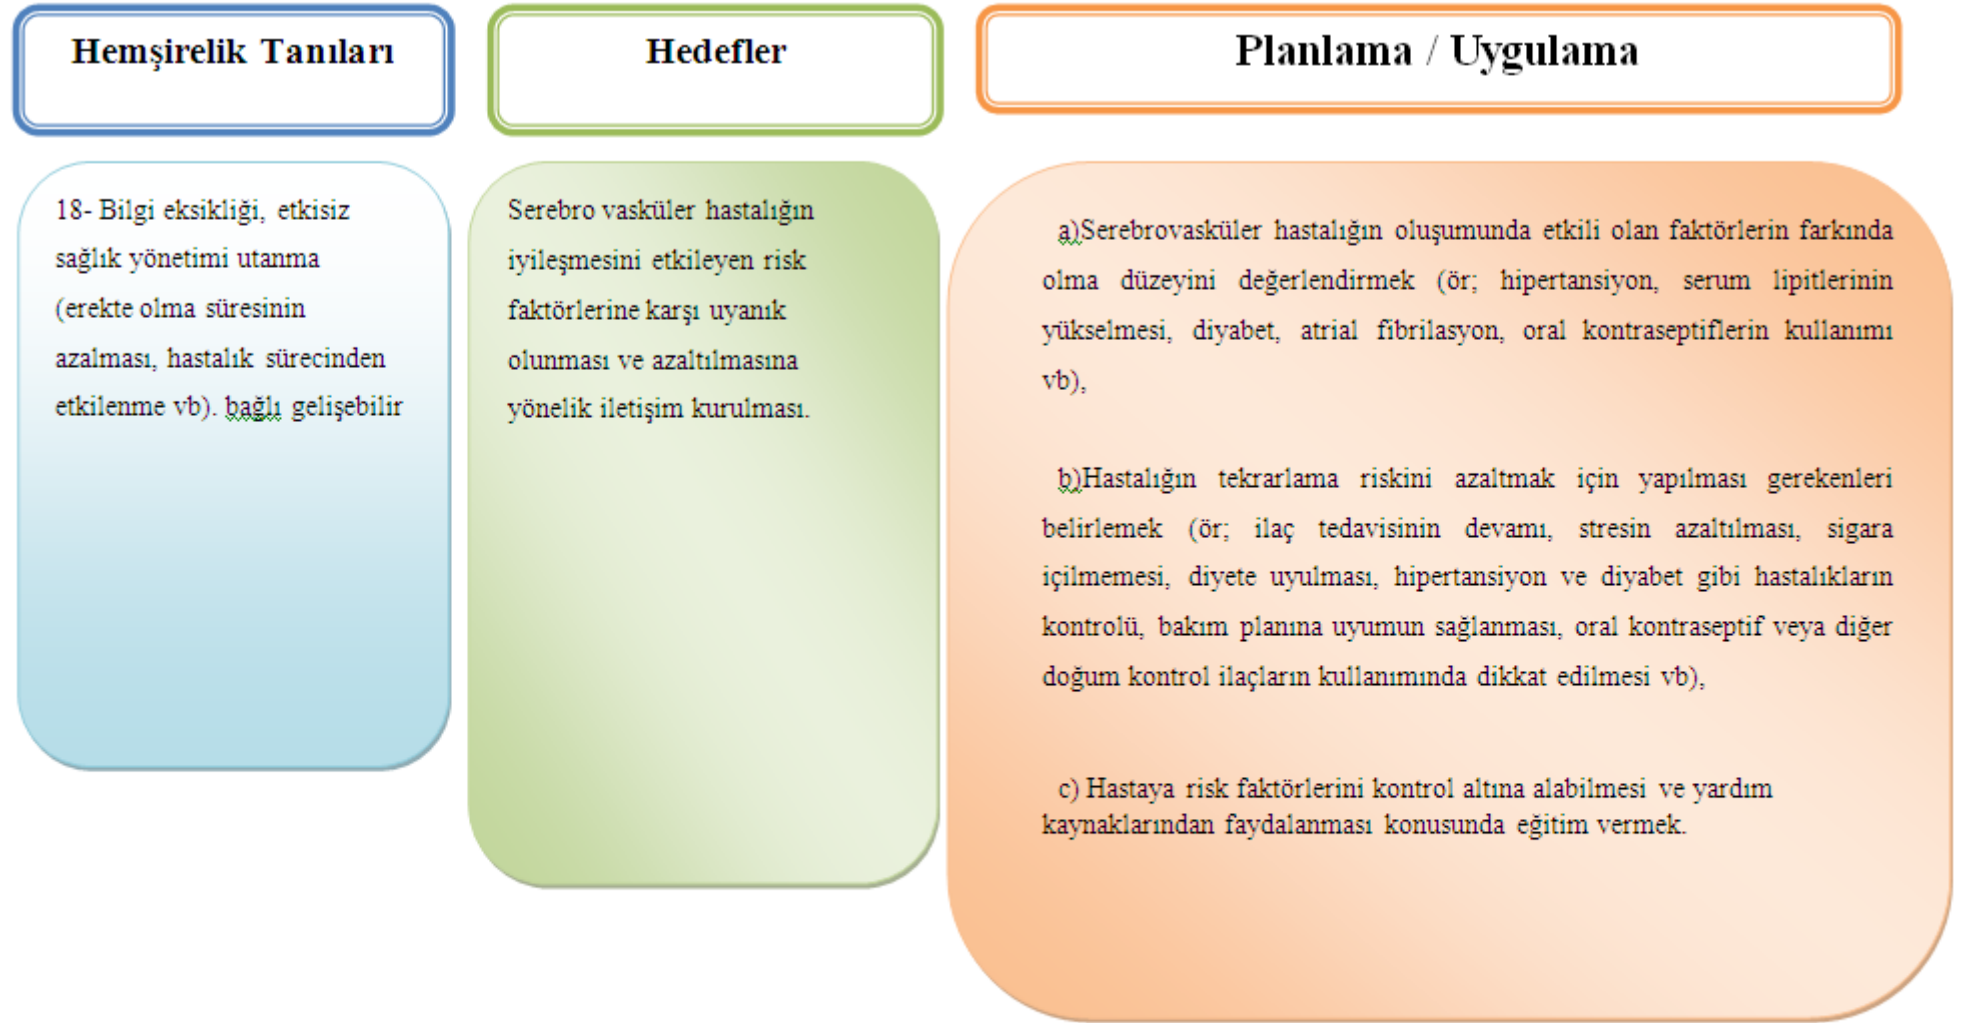 Hemşirelik Tanıları
Hedefler
Planlama / Uygulama
18- Bilgi eksikliği, etkisiz
sağlık yönetimi utanma
(erekte olma süresinin
azalması, hastalık sürecinden
etkilenme vb). bağlı gelişebilir
Serebro vasküler hastalığın
iyileşmesini etkileyen risk
faktörlerine karşı uyanık
olunması ve azaltılmasına
yönelik iletişim kurulması.
a)Serebrovasküler hastalığın oluşumunda etkili olan faktörlerin farkında
olma düzeyini değerlendirmek (ör; hipertansiyon, serum lipitlerinin
yükselmesi, diyabet, atrial fibrilasyon, oral kontraseptiflerin kullanımı
vb),
b)Hastalığın tekrarlama riskini azaltmak için yapılması gerekenleri
belirlemek (ör; ilaç tedavisinin devamı, stresin azaltılması, sigara
içilmemesi, diyete uyulması, hipertansiyon ve diyabet gibi hastalıkların
kontrolü, bakım planına uyumun sağlanması, oral kontraseptif veya diğer
doğum kontrol ilaçların kullanımında dikkat edilmesi vb),
c) Hastaya risk faktörlerini kontrol altına alabilmesi ve yardım
kaynaklarından faydalanması konusunda eğitim vermek.